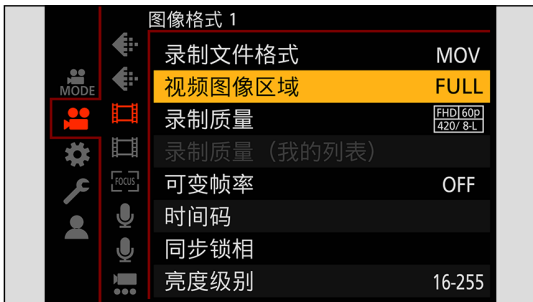 图像格式 1
MODE
FOCUS
录制文件格式 MOV
视频图像区域 FULL
录制质量 FHD 60p 420/ 8-L
录制质量（我的列表）
可变帧率 OFF
时间码
同步锁相
亮度级别 16-255